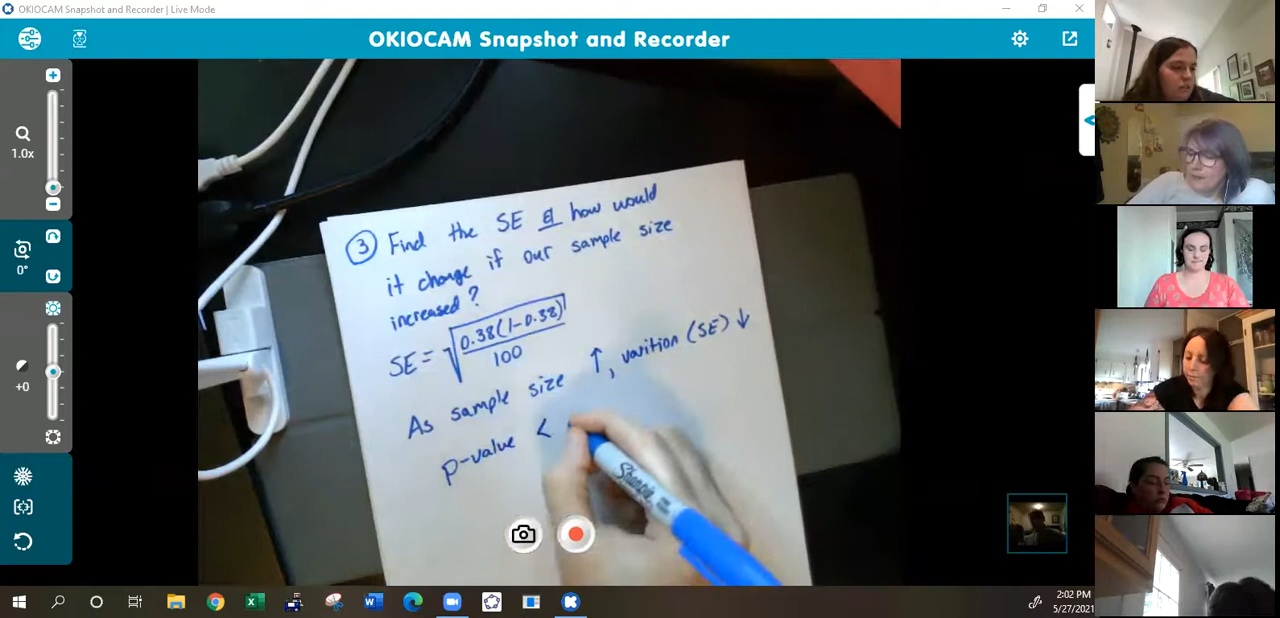 OKIOCAM Snapshot and Recorder | Live Mode
OKIOCAM Snapshot and Recorder
1.0x
0°
+0
③ Find the SE & how would
it change if our sample size
increased?
SE = √0.38(1-0.38)
100
As sample size ↑, varition (SE) ↓
p-value <
Sharpie
2:02 PM
5/27/2021